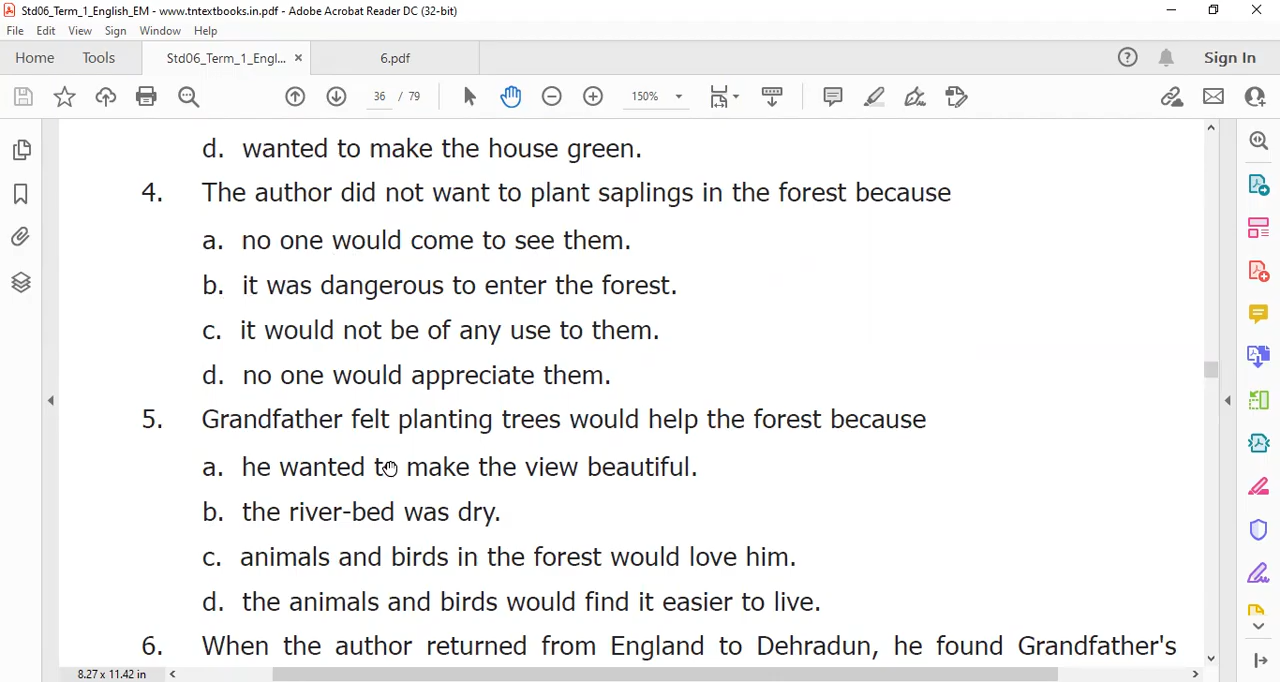 Std06_Term_1_English_EM - www.tntextbooks.in.pdf - Adobe Acrobat Reader DC (32-bit)
File Edit View Sign Window Help
Home Tools Std06_Term_1_Engl... × 6.pdf Sign In
36 / 79 150%
d. wanted to make the house green.
4. The author did not want to plant saplings in the forest because
a. no one would come to see them.
b. it was dangerous to enter the forest.
c. it would not be of any use to them.
d. no one would appreciate them.
5. Grandfather felt planting trees would help the forest because
a. he wanted to make the view beautiful.
b. the river-bed was dry.
c. animals and birds in the forest would love him.
d. the animals and birds would find it easier to live.
6. When the author returned from England to Dehradun, he found Grandfather's
8.27 x 11.42 in